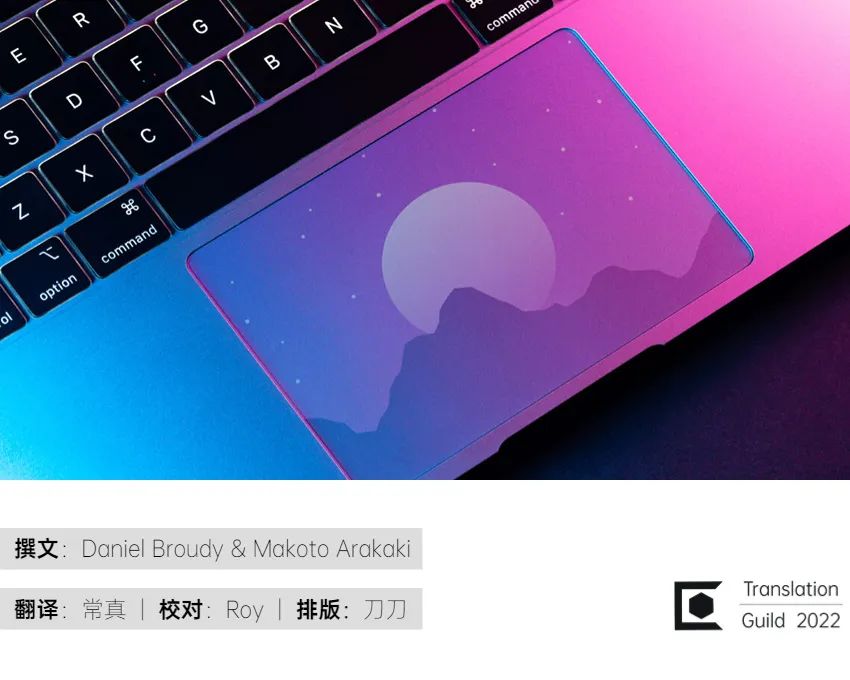 E R G N command
S D F V B
Z X C
⌘ command
⌥ option
撰文：Daniel Broudy & Makoto Arakaki
翻译：常真 | 校对：Roy | 排版：刀刀
Translation
Guild 2022